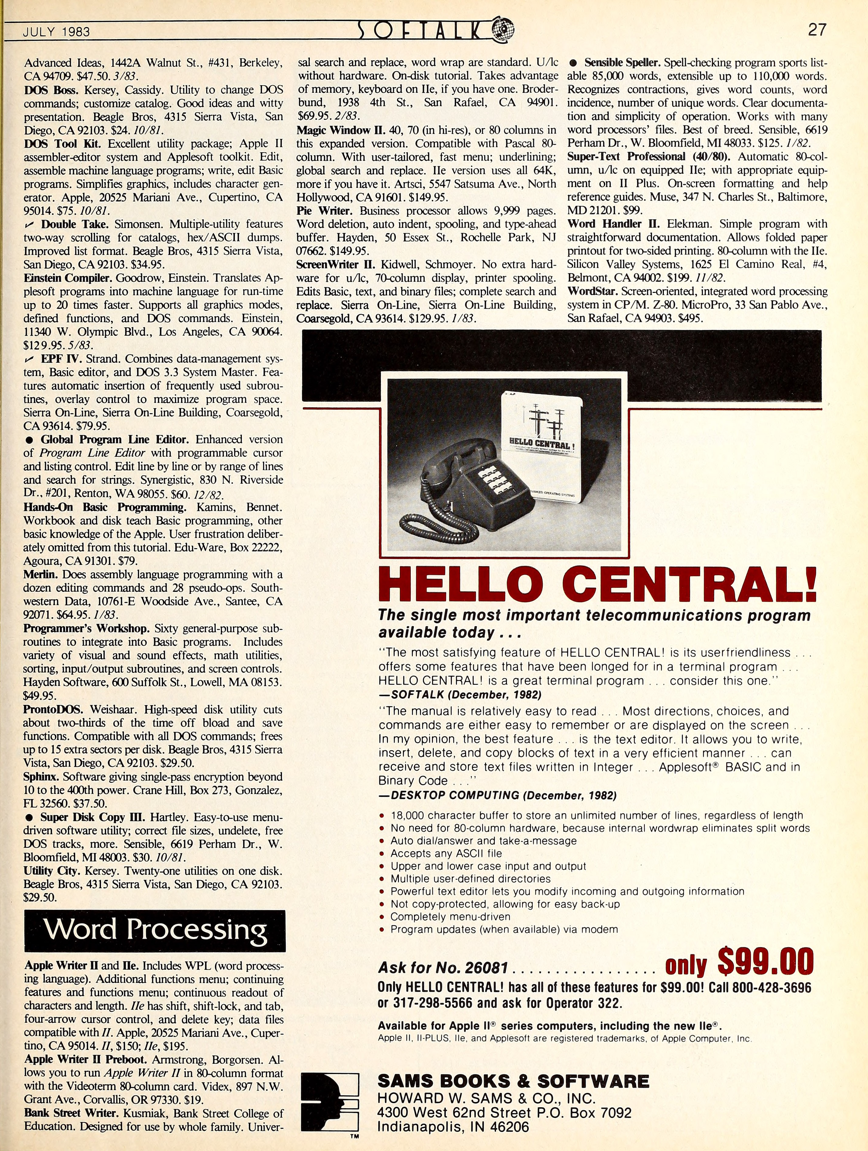 JULY 1983
SOFTALK
27
Advanced Ideas, 1442A Walnut St., #431, Berkeley,
CA 94709. $47.50. 3/83.
DOS Boss. Kersey, Cassidy. Utility to change DOS
commands; customize catalog. Good ideas and witty
presentation. Beagle Bros, 4315 Sierra Vista, San
Diego, CA 92103. $24. 10/81.
DOS Tool Kit. Excellent utility package; Apple II
assembler-editor system and Applesoft toolkit. Edit,
assemble machine language programs; write, edit Basic
programs. Simplifies graphics, includes character gen-
erator. Apple, 20525 Mariani Ave., Cupertino, CA
95014. $75. 10/81.
✓ Double Take. Simonsen. Multiple-utility features
two-way scrolling for catalogs, hex/ASCII dumps.
Improved list format. Beagle Bros, 4315 Sierra Vista,
San Diego, CA 92103. $34.95.
Einstein Compiler. Goodrow, Einstein. Translates Ap-
plesoft programs into machine language for run-time
up to 20 times faster. Supports all graphics modes,
defined functions, and DOS commands. Einstein,
11340 W. Olympic Blvd., Los Angeles, CA 90064.
$129.95. 5/83.
✓ EPF IV. Strand. Combines data-management sys-
tem, Basic editor, and DOS 3.3 System Master. Fea-
tures automatic insertion of frequently used subrou-
tines, overlay control to maximize program space.
Sierra On-Line, Sierra On-Line Building, Coarsegold,
CA 93614. $79.95.
● Global Program Line Editor. Enhanced version
of Program Line Editor with programmable cursor
and listing control. Edit line by line or by range of lines
and search for strings. Synergistic, 830 N. Riverside
Dr., #201, Renton, WA 98055. $60. 12/82.
Hands-On Basic Programming. Kamins, Bennet.
Workbook and disk teach Basic programming, other
basic knowledge of the Apple. User frustration deliber-
ately omitted from this tutorial. Edu-Ware, Box 22222,
Agoura, CA 91301. $79.
Merlin. Does assembly language programming with a
dozen editing commands and 28 pseudo-ops. South-
western Data, 10761-E Woodside Ave., Santee, CA
92071. $64.95. 1/83.
Programmer's Workshop. Sixty general-purpose sub-
routines to integrate into Basic programs. Includes
variety of visual and sound effects, math utilities,
sorting, input/output subroutines, and screen controls.
Hayden Software, 600 Suffolk St., Lowell, MA 08153.
$49.95.
ProntoDOS. Weishaar. High-speed disk utility cuts
about two-thirds of the time off bload and save
functions. Compatible with all DOS commands; frees
up to 15 extra sectors per disk. Beagle Bros, 4315 Sierra
Vista, San Diego, CA 92103. $29.50.
Sphinx. Software giving single-pass encryption beyond
10 to the 400th power. Crane Hill, Box 273, Gonzalez,
FL 32560. $37.50.
● Super Disk Copy III. Hartley. Easy-to-use menu-
driven software utility; correct file sizes, undelete, free
DOS tracks, more. Sensible, 6619 Perham Dr., W.
Bloomfield, MI 48003. $30. 10/81.
Utility City. Kersey. Twenty-one utilities on one disk.
Beagle Bros, 4315 Sierra Vista, San Diego, CA 92103.
$29.50.
Word Processing
Apple Writer II and IIe. Includes WPL (word process-
ing language). Additional functions menu; continuing
features and functions menu; continuous readout of
characters and length. IIe has shift, shift-lock, and tab,
four-arrow cursor control, and delete key; data files
compatible with II. Apple, 20525 Mariani Ave., Cuper-
tino, CA 95014. II, $150; IIe, $195.
Apple Writer II Preboot. Armstrong, Borgorsen. Al-
lows you to run Apple Writer II in 80-column format
with the Videoterm 80-column card. Videx, 897 N.W.
Grant Ave., Corvallis, OR 97330. $19.
Bank Street Writer. Kusmiak, Bank Street College of
Education. Designed for use by whole family. Univer-
sal search and replace, word wrap are standard. U/lc
without hardware. On-disk tutorial. Takes advantage
of memory, keyboard on IIe, if you have one. Broder-
bund, 1938 4th St., San Rafael, CA 94901.
$69.95. 2/83.
Magic Window II. 40, 70 (in hi-res), or 80 columns in
this expanded version. Compatible with Pascal 80-
column. With user-tailored, fast menu; underlining;
global search and replace. IIe version uses all 64K,
more if you have it. Artsci, 5547 Satsuma Ave., North
Hollywood, CA 91601. $149.95.
Pie Writer. Business processor allows 9,999 pages.
Word deletion, auto indent, spooling, and type-ahead
buffer. Hayden, 50 Essex St., Rochelle Park, NJ
07662. $149.95.
ScreenWriter II. Kidwell, Schmoyer. No extra hard-
ware for u/lc, 70-column display, printer spooling.
Edits Basic, text, and binary files; complete search and
replace. Sierra On-Line, Sierra On-Line Building,
Coarsegold, CA 93614. $129.95. 1/83.
● Sensible Speller. Spell-checking program sports list-
able 85,000 words, extensible up to 110,000 words.
Recognizes contractions, gives word counts, word
incidence, number of unique words. Clear documenta-
tion and simplicity of operation. Works with many
word processors' files. Best of breed. Sensible, 6619
Perham Dr., W. Bloomfield, MI 48033. $125. 1/82.
Super-Text Professional (40/80). Automatic 80-col-
umn, u/lc on equipped IIe; with appropriate equip-
ment on II Plus. On-screen formatting and help
reference guides. Muse, 347 N. Charles St., Baltimore,
MD 21201. $99.
Word Handler II. Elekman. Simple program with
straightforward documentation. Allows folded paper
printout for two-sided printing. 80-column with the IIe.
Silicon Valley Systems, 1625 El Camino Real, #4,
Belmont, CA 94002. $199. 11/82.
WordStar. Screen-oriented, integrated word processing
system in CP/M. Z-80. MicroPro, 33 San Pablo Ave.,
San Rafael, CA 94903. $495.
HELLO CENTRAL!
HELLO CENTRAL!
The single most important telecommunications program
available today . . .
"The most satisfying feature of HELLO CENTRAL! is its userfriendliness . . .
offers some features that have been longed for in a terminal program . . .
HELLO CENTRAL! is a great terminal program . . . consider this one."
—SOFTALK (December, 1982)
"The manual is relatively easy to read . . . Most directions, choices, and
commands are either easy to remember or are displayed on the screen . . .
In my opinion, the best feature . . . is the text editor. It allows you to write,
insert, delete, and copy blocks of text in a very efficient manner . . . can
receive and store text files written in Integer . . . Applesoft® BASIC and in
Binary Code . . ."
—DESKTOP COMPUTING (December, 1982)
• 18,000 character buffer to store an unlimited number of lines, regardless of length
• No need for 80-column hardware, because internal wordwrap eliminates split words
• Auto dial/answer and take-a-message
• Accepts any ASCII file
• Upper and lower case input and output
• Multiple user-defined directories
• Powerful text editor lets you modify incoming and outgoing information
• Not copy-protected, allowing for easy back-up
• Completely menu-driven
• Program updates (when available) via modem
Ask for No. 26081 . . . . . . . . . . . . . . . . . only $99.00
Only HELLO CENTRAL! has all of these features for $99.00! Call 800-428-3696
or 317-298-5566 and ask for Operator 322.
Available for Apple II® series computers, including the new IIe®.
Apple II, II-PLUS, IIe, and Applesoft are registered trademarks, of Apple Computer, Inc.
SAMS BOOKS & SOFTWARE
HOWARD W. SAMS & CO., INC.
4300 West 62nd Street P.O. Box 7092
Indianapolis, IN 46206
TM